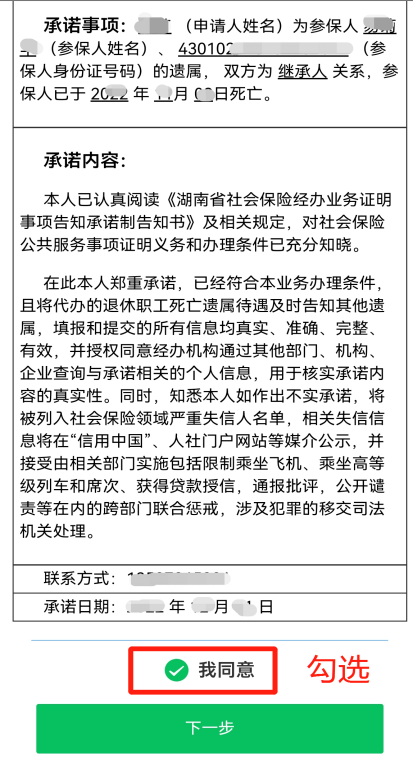 承诺事项： （申请人姓名）为参保人
（参保人姓名）、430102 （参
保人身份证号码）的遗属， 双方为 继承人 关系，参
保人已于 2022 年 月 日死亡。
承诺内容：
本人已认真阅读《湖南省社会保险经办业务证明
事项告知承诺制告知书》及相关规定，对社会保险
公共服务事项证明义务和办理条件已充分知晓。
在此本人郑重承诺，已经符合本业务办理条件，
且将代办的退休职工死亡遗属待遇及时告知其他遗
属，填报和提交的所有信息均真实、准确、完整、
有效，并授权同意经办机构通过其他部门、机构、
企业查询与承诺相关的个人信息，用于核实承诺内
容的真实性。同时，知悉本人如作出不实承诺，将
被列入社会保险领域严重失信人名单，相关失信信
息将在“信用中国”、人社门户网站等媒介公示，并
接受由相关部门实施包括限制乘坐飞机、乘坐高等
级列车和席次、获得贷款授信，通报批评，公开谴
责等在内的跨部门联合惩戒，涉及犯罪的移交司法
机关处理。
联系方式：
承诺日期： 年 月 日
我同意 勾选
下一步